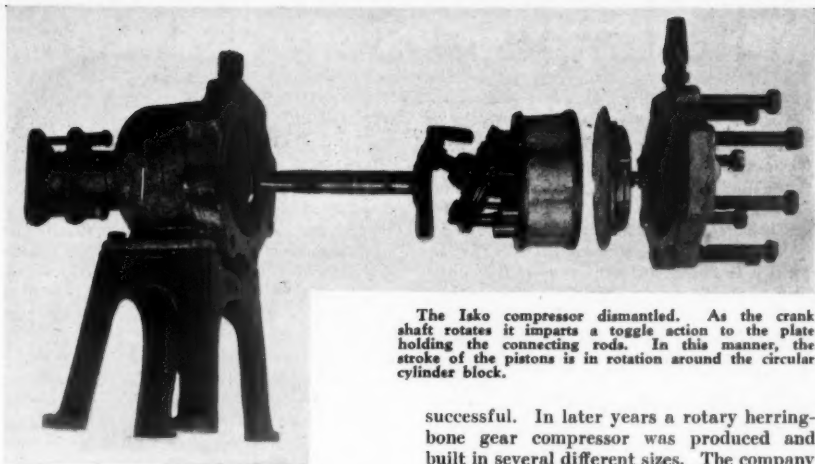 The Isko compressor dismantled. As the crank
shaft rotates it imparts a toggle action to the plate
holding the connecting rods. In this manner, the
stroke of the pistons is in rotation around the circular
cylinder block.
successful. In later years a rotary herring-
bone gear compressor was produced and
built in several different sizes. The company